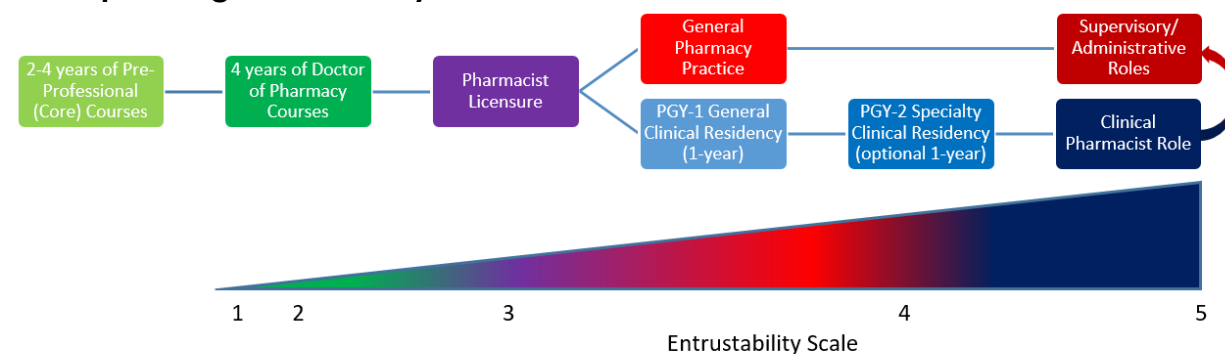 2-4 years of Pre-
Professional
(Core) Courses
4 years of Doctor
of Pharmacy
Courses
Pharmacist
Licensure
General
Pharmacy
Practice
Supervisory/
Administrative
Roles
PGY-1 General
Clinical Residency
(1-year)
PGY-2 Specialty
Clinical Residency
(optional 1-year)
Clinical
Pharmacist Role
1 2 3 4 5
Entrustability Scale